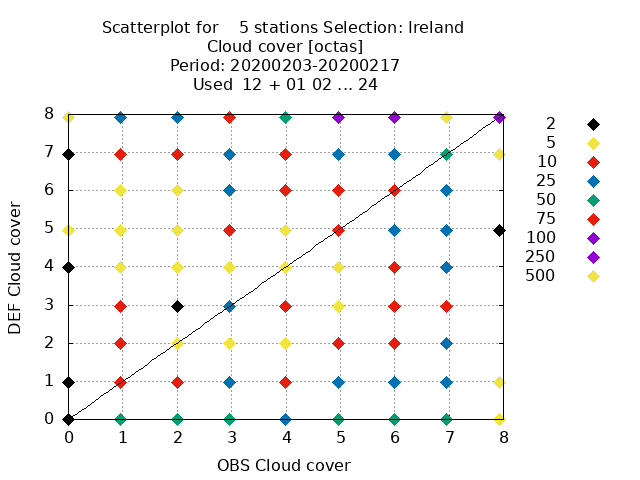 Scatterplot for 5 stations Selection: Ireland
Cloud cover [octas]
Period: 20200203-20200217
Used 12 + 01 02 ... 24
8
7
6
5
4
3
2
1
0
DEF Cloud cover
0 1 2 3 4 5 6 7 8
OBS Cloud cover
2
5
10
25
50
75
100
250
500